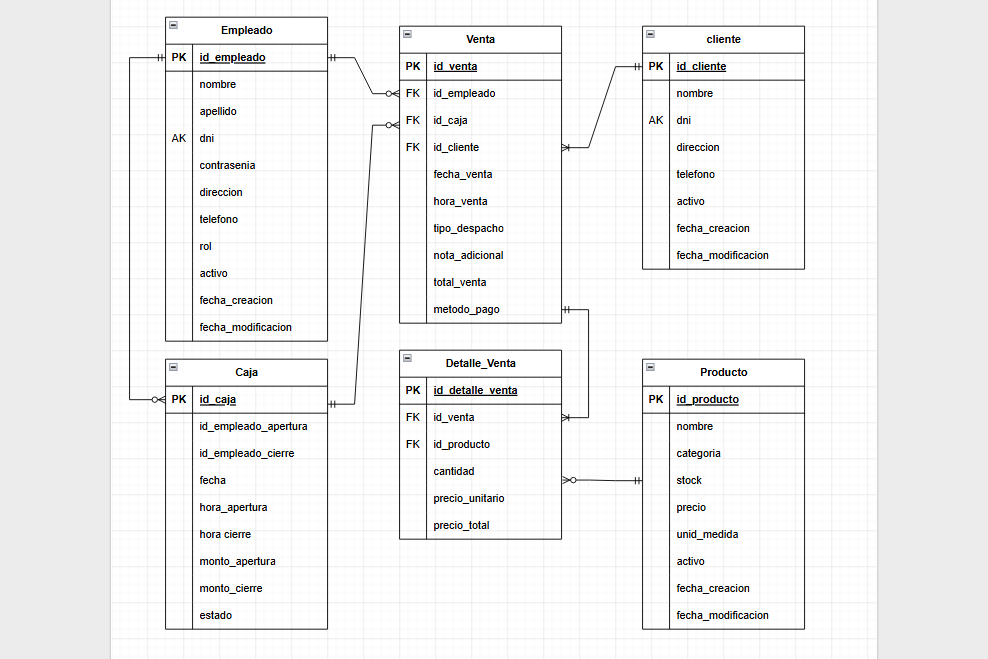 Empleado
PK id_empleado
nombre
apellido
AK dni
contrasenia
direccion
telefono
rol
activo
fecha_creacion
fecha_modificacion
Venta
PK id_venta
FK id_empleado
FK id_caja
FK id_cliente
fecha_venta
hora_venta
tipo_despacho
nota_adicional
total_venta
metodo_pago
cliente
PK id_cliente
nombre
AK dni
direccion
telefono
activo
fecha_creacion
fecha_modificacion
Caja
PK id_caja
id_empleado_apertura
id_empleado_cierre
fecha
hora_apertura
hora cierre
monto_apertura
monto_cierre
estado
Detalle_Venta
PK id_detalle_venta
FK id_venta
FK id_producto
cantidad
precio_unitario
precio_total
Producto
PK id_producto
nombre
categoria
stock
precio
unid_medida
activo
fecha_creacion
fecha_modificacion